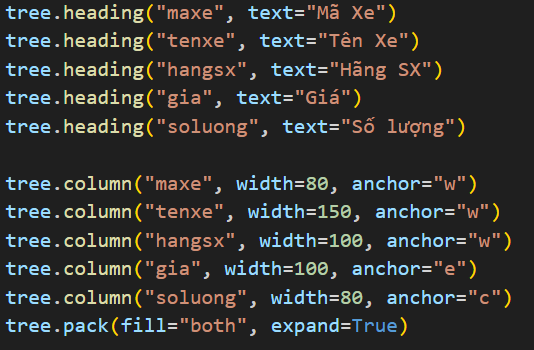 tree.heading("maxe", text="Mã Xe")
tree.heading("tenxe", text="Tên Xe")
tree.heading("hangsx", text="Hãng SX")
tree.heading("gia", text="Giá")
tree.heading("soluong", text="Số lượng")
tree.column("maxe", width=80, anchor="w")
tree.column("tenxe", width=150, anchor="w")
tree.column("hangsx", width=100, anchor="w")
tree.column("gia", width=100, anchor="e")
tree.column("soluong", width=80, anchor="c")
tree.pack(fill="both", expand=True)